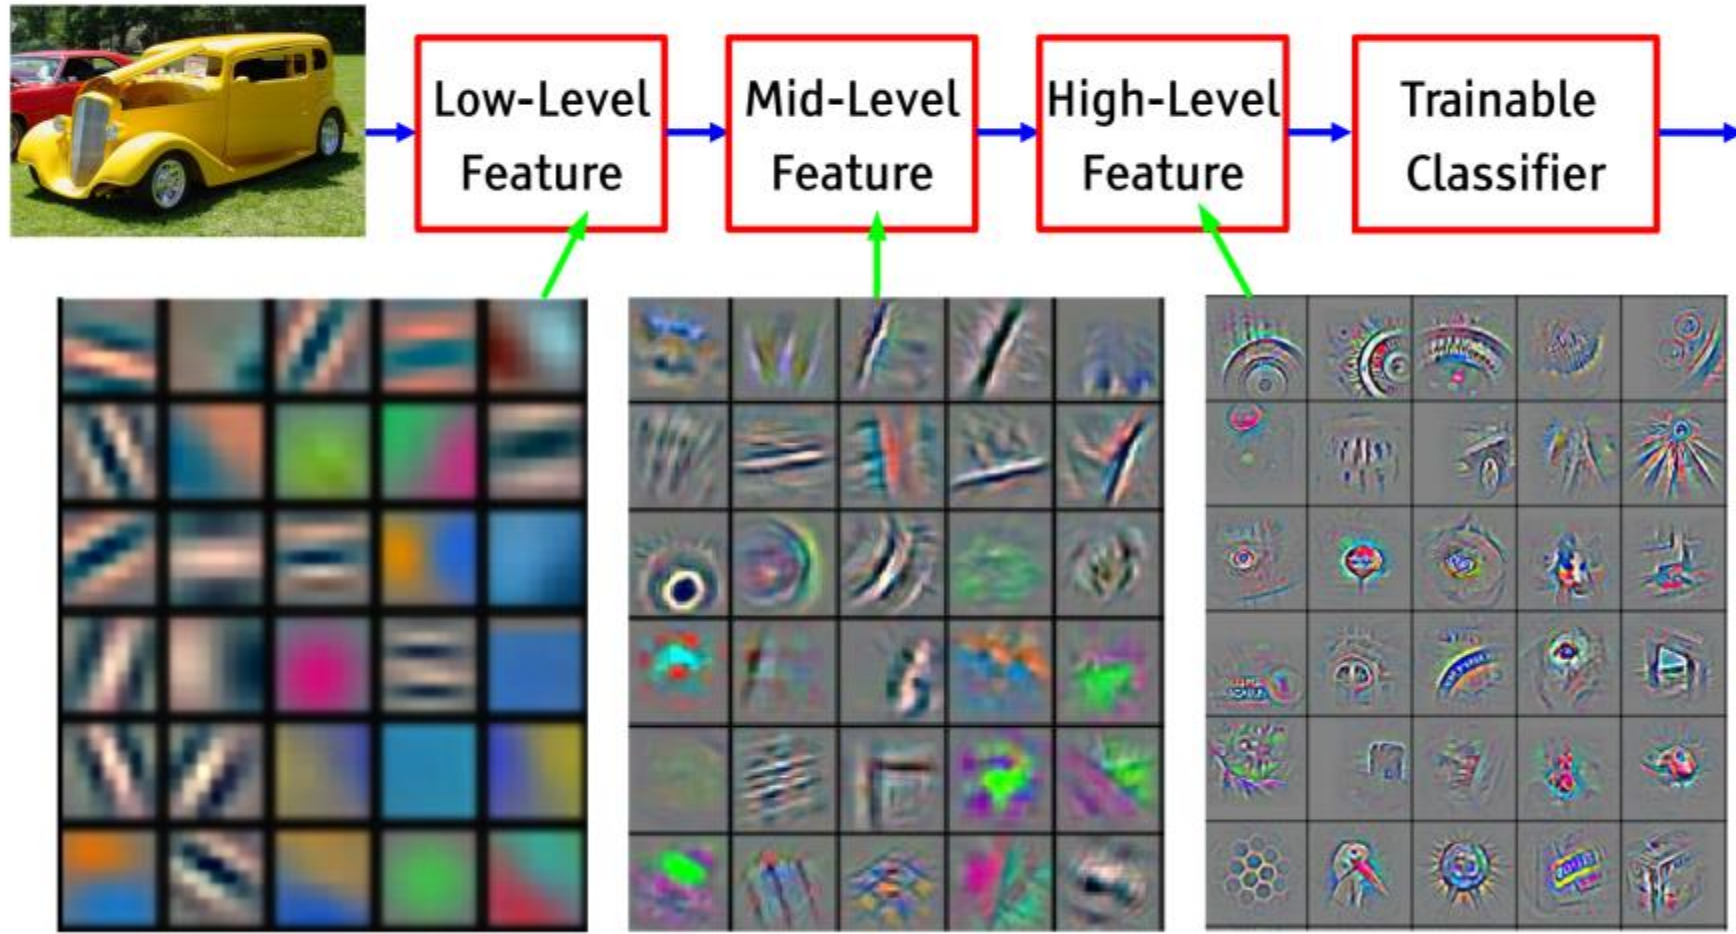 Low-Level
Feature
Mid-Level
Feature
High-Level
Feature
Trainable
Classifier